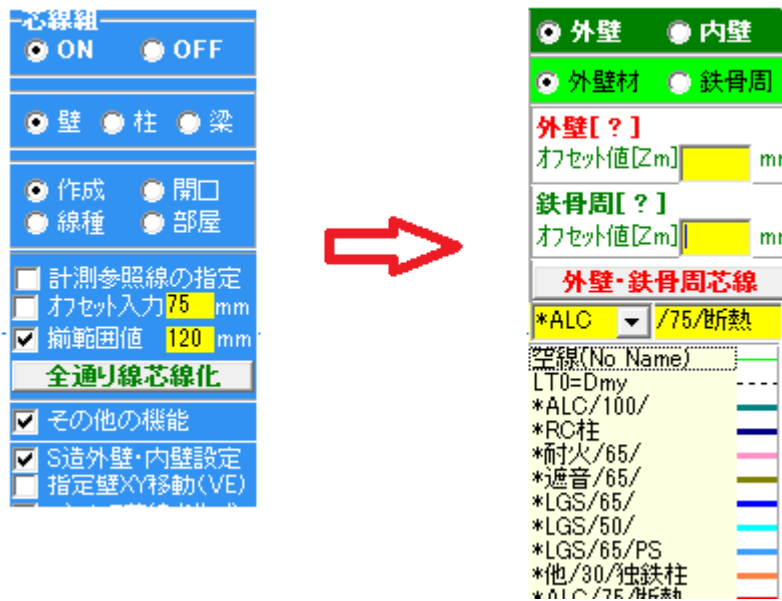 芯線組
ON OFF
壁 柱 梁
作成 開口
線種 部屋
計測参照線の指定
オフセット入力 75 mm
揃範囲値 120 mm
全通り線芯線化
その他の機能
S造外壁・内壁設定
指定壁XY移動(VE)
外壁 内壁
外壁材 鉄骨周
外壁[ ? ]
オフセット値[Zm] mm
鉄骨周[ ? ]
オフセット値[Zm] mm
外壁・鉄骨周芯線
*ALC /75/断熱
空線(No Name)
LT0=Dmy
*ALC/100/
*RC柱
*耐火/65/
*遮音/65/
*LGS/65/
*LGS/50/
*LGS/65/PS
*他/30/独鉄柱
*ALC/75/断熱